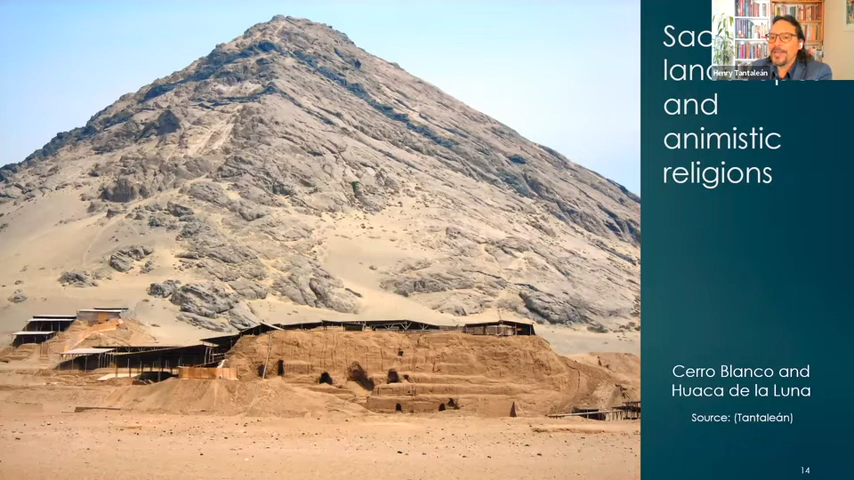 Henry Tantaleán
and
animistic
religions
Cerro Blanco and
Huaca de la Luna
Source: (Tantaleán)
14